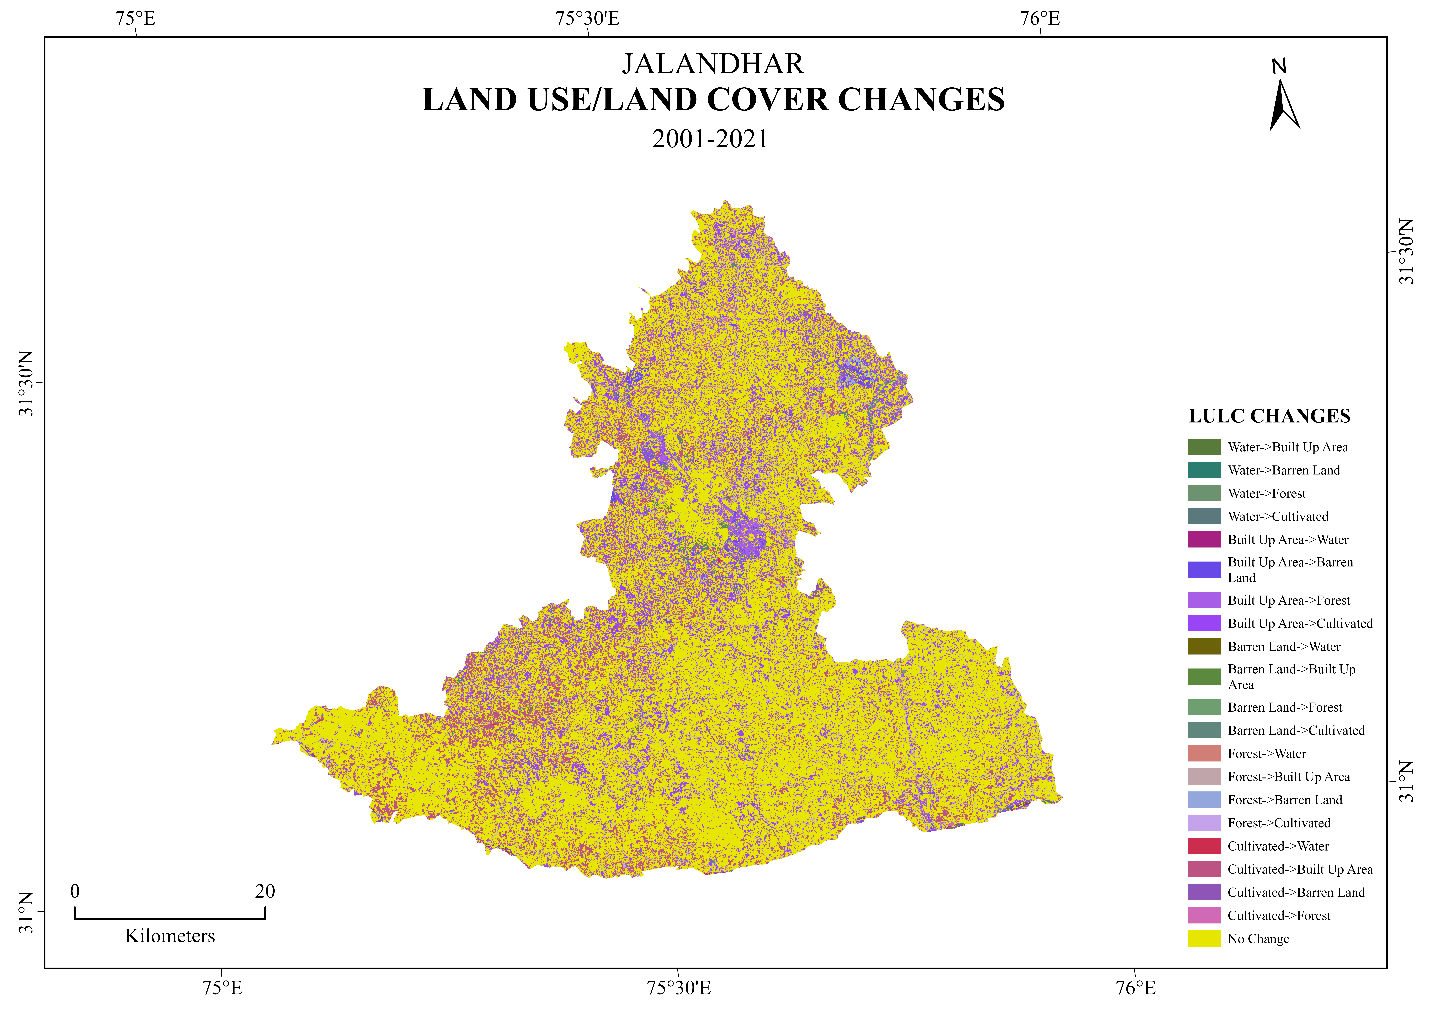 75°E
75°30'E
76°E
JALANDHAR
LAND USE/LAND COVER CHANGES
2001-2021
N
31°30'N
31°30'N
LULC CHANGES
Water->Built Up Area
Water->Barren Land
Water->Forest
Water->Cultivated
Built Up Area->Water
Built Up Area->Barren
Land
Built Up Area->Forest
Built Up Area->Cultivated
Barren Land->Water
Barren Land->Built Up
Area
Barren Land->Forest
Barren Land->Cultivated
Forest->Water
Forest->Built Up Area
Forest->Barren Land
Forest->Cultivated
Cultivated->Water
Cultivated->Built Up Area
Cultivated->Barren Land
Cultivated->Forest
No Change
31°N
31°N
0 20
Kilometers
75°E
75°30'E
76°E